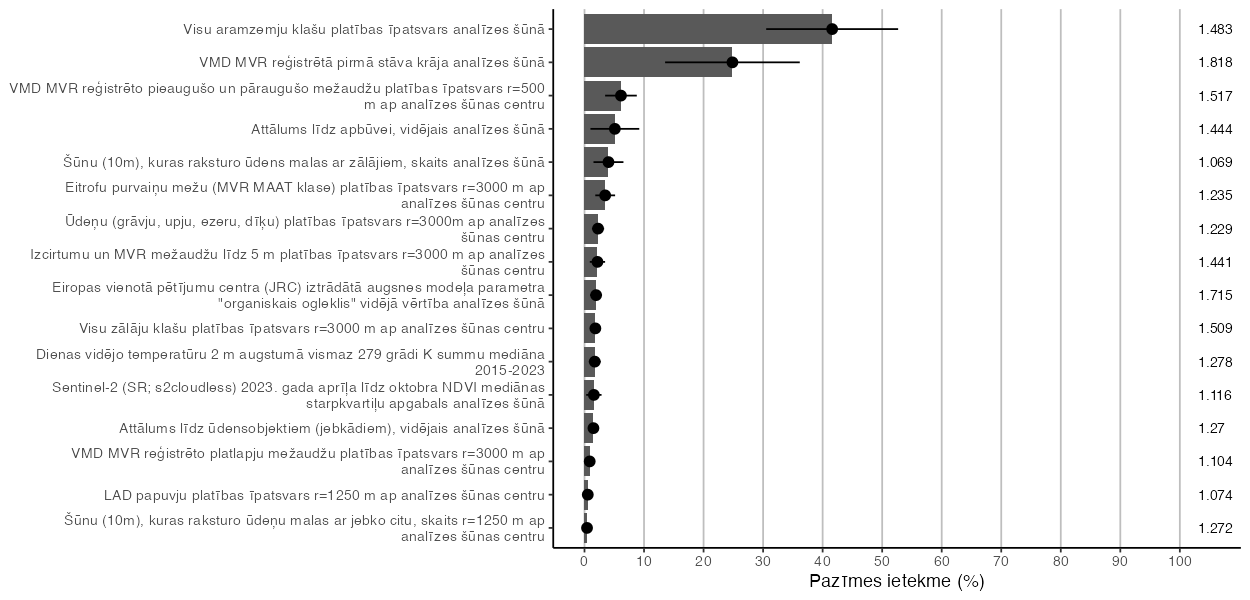 Visu aramzemju klašu platības īpatsvars analīzes šūnā
1.483
VMD MVR reģistrētā pirmā stāva krāja analīzes šūnā
1.818
VMD MVR reģistrēto pieaugušo un pāraugušo mežaudžu platības īpatsvars r=500
m ap analīzes šūnas centru
1.517
Attālums līdz apbūvei, vidējais analīzes šūnā
1.444
Šūnu (10m), kuras raksturo ūdens malas ar zālājiem, skaits analīzes šūnā
1.069
Eitrofu purvaiņu mežu (MVR MAAT klase) platības īpatsvars r=3000 m ap
analīzes šūnas centru
1.235
Ūdeņu (grāvju, upju, ezeru, dīķu) platības īpatsvars r=3000m ap analīzes
šūnas centru
1.229
Izcirtumu un MVR mežaudžu līdz 5 m platības īpatsvars r=3000 m ap analīzes
šūnas centru
1.441
Eiropas vienotā pētījumu centra (JRC) iztrādātā augsnes modeļa parametra
"organiskais ogleklis" vidējā vērtība analīzes šūnā
1.715
Visu zālāju klašu platības īpatsvars r=3000 m ap analīzes šūnas centru
1.509
Dienas vidējo temperatūru 2 m augstumā vismaz 279 grādi K summu mediāna
2015-2023
1.278
Sentinel-2 (SR; s2cloudless) 2023. gada aprīļa līdz oktobra NDVI mediānas
starpkvartiļu apgabals analīzes šūnā
1.116
Attālums līdz ūdensobjektiem (jebkādiem), vidējais analīzes šūnā
1.27
VMD MVR reģistrēto platlapju mežaudžu platības īpatsvars r=3000 m ap
analīzes šūnas centru
1.104
LAD papuvju platības īpatsvars r=1250 m ap analīzes šūnas centru
1.074
Šūnu (10m), kuras raksturo ūdeņu malas ar jebko citu, skaits r=1250 m ap
analīzes šūnas centru
1.272
0 10 20 30 40 50 60 70 80 90 100
Pazīmes ietekme (%)